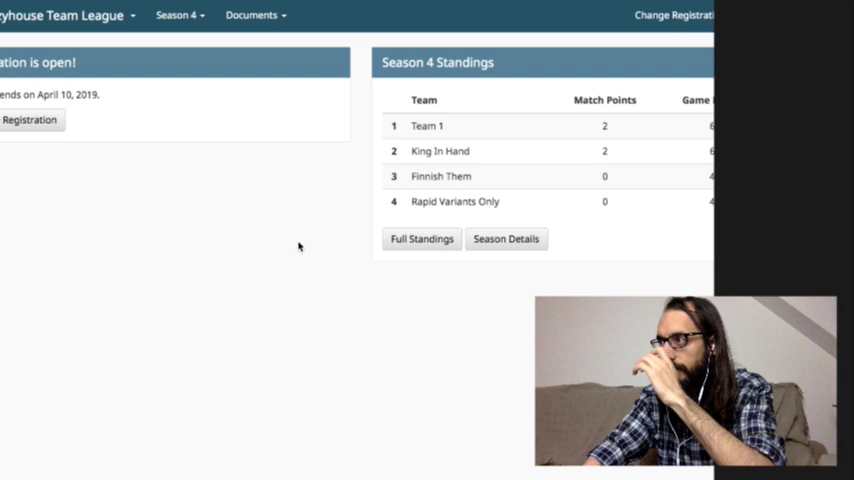 zyhouse Team League Season 4 Documents Change Registrati
ation is open! Season 4 Standings
ends on April 10, 2019.
Registration
Team Match Points Game
1 Team 1 2 6
2 King In Hand 2 6
3 Finnish Them 0 4
4 Rapid Variants Only 0 4
Full Standings Season Details